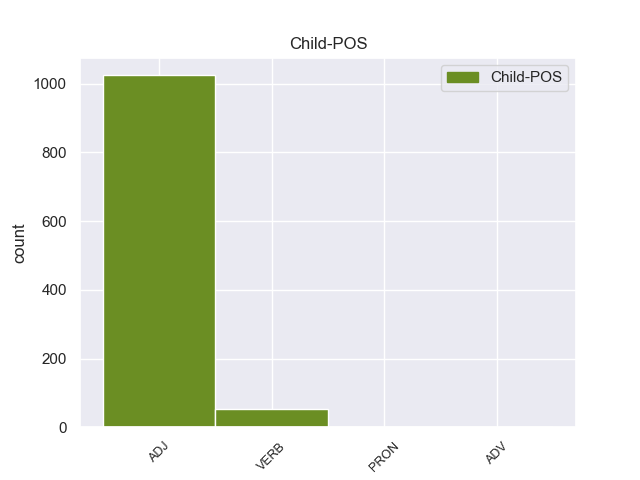 Child-POS
Child-POS
count
1000
800
600
400
200
0
ADJ
VERB
PRON
ADV